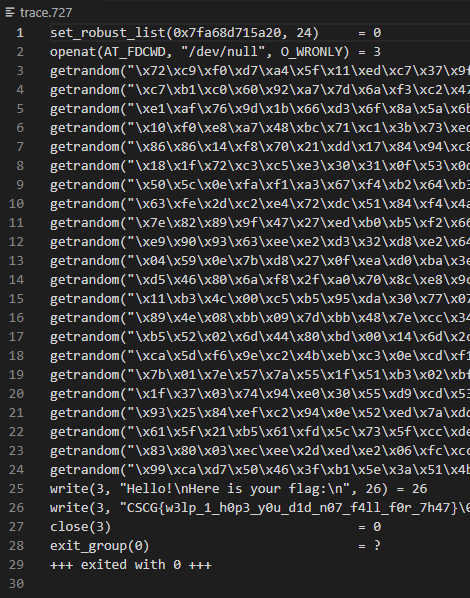 trace.727
1 set_robust_list(0x7fa68d715a20, 24) = 0
2 openat(AT_FDCWD, "/dev/null", O_WRONLY) = 3
3 getrandom("\x72\xc9\xf0\xd7\xa4\x5f\x11\xed\xc7\x37\x9f
4 getrandom("\xc7\xb1\xc0\x60\x92\xa7\x7d\x6a\xf3\xc2\x47
5 getrandom("\xe1\xaf\x76\x9d\x1b\x66\xd3\x6f\x8a\x5a\x6b
6 getrandom("\x10\xf0\xe8\xa7\x48\xbc\x71\xc1\x3b\x73\xed
7 getrandom("\x86\x86\x14\xf8\x70\x21\xdd\x17\x84\x94\xc8
8 getrandom("\x18\x1f\x72\xc3\xc5\xe3\x30\x31\x0f\x53\x0d
9 getrandom("\x50\x5c\x0e\xfa\xf1\xa3\x67\xf4\xb2\x64\xb3
10 getrandom("\x63\xfe\x2d\xc2\xe4\x72\xdc\x51\x84\xf4\x4a
11 getrandom("\x7e\x82\x89\x9f\x47\x27\xed\xb0\xb5\xf2\x66
12 getrandom("\xe9\x90\x93\x63\xee\xe2\xd3\x32\xd8\xe2\x64
13 getrandom("\x04\x59\x0e\x7b\xd8\x27\x0f\xea\xd0\xba\x3e
14 getrandom("\xd5\x46\x80\x6a\xf8\x2f\xa0\x70\x8c\xe8\x9c
15 getrandom("\x11\xb3\x4c\x00\xc5\xb5\x95\xda\x30\x77\x07
16 getrandom("\x89\x4e\x08\xbb\x09\x7d\xbb\x48\x7e\xcc\x34
17 getrandom("\xb5\x52\x02\x6d\x44\x80\xbd\x00\x14\x6d\x2c
18 getrandom("\xca\x5d\xf6\x9e\xc2\x4b\xeb\xc3\x0e\xcd\xf1
19 getrandom("\x7b\x01\x7e\x57\x7a\x55\x1f\x51\xb3\x02\xbf
20 getrandom("\x1f\x37\x03\x74\x94\xe0\x30\x55\xd9\xcd\x53
21 getrandom("\x93\x25\x84\xef\xc2\x94\x0e\x52\xed\x7a\xdc
22 getrandom("\x61\x5f\x21\xb5\x61\xfd\x5c\x73\x5f\xcc\xde
23 getrandom("\x83\x80\x03\xec\xee\x2d\xed\xe2\x06\xfc\xcc
24 getrandom("\x99\xca\xd7\x50\x46\x3f\xb1\x5e\x3a\x51\x4b
25 write(3, "Hello!\nHere is your flag:\n", 26) = 26
26 write(3, "CSCG{w3lp_1_h0p3_y0u_d1d_n07_f4ll_f0r_7h47}\0
27 close(3) = 0
28 exit_group(0) = ?
29 +++ exited with 0 +++
30